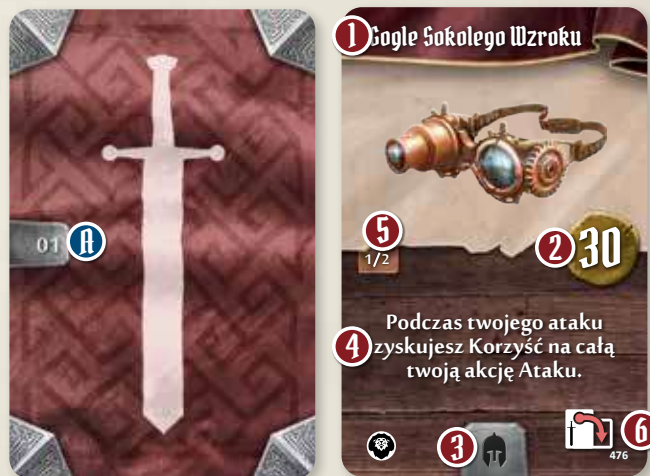 01
A
1
Gogle Sokolego Wzroku
5
1/2
2
30
4
Podczas twojego ataku
zyskujesz Korzyść na całą
twoją akcję Ataku.
3
6
476